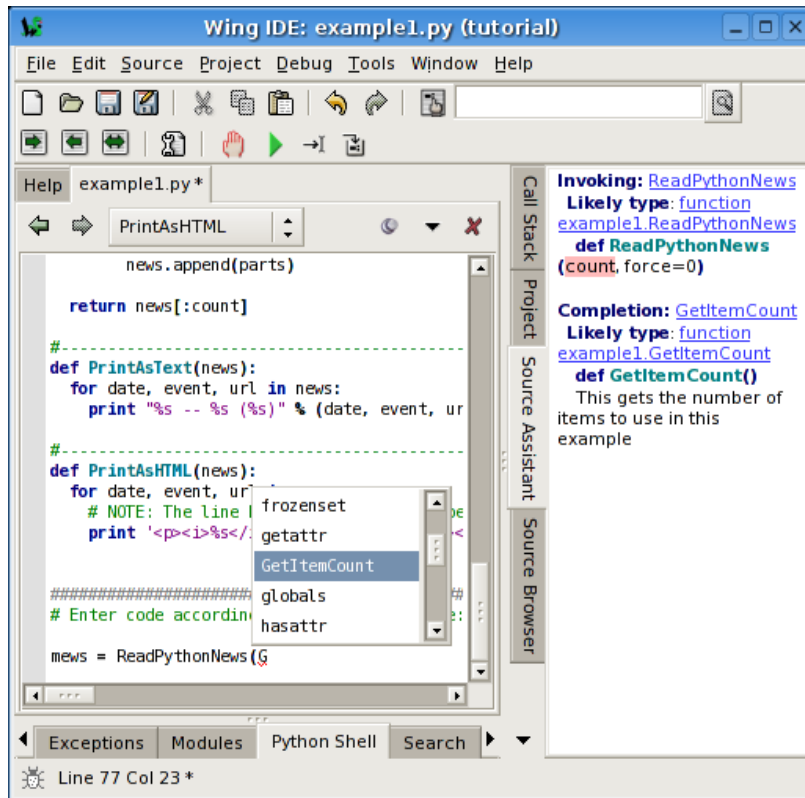 Wing IDE: example1.py (tutorial)
File Edit Source Project Debug Tools Window Help
Help example1.py*
PrintAsHTML
news.append(parts)
return news[:count]
#--------------------------------------------
def PrintAsText(news):
for date, event, url in news:
print "%s -- %s (%s)" % (date, event, ur
#--------------------------------------------
def PrintAsHTML(news):
for date, event, ur
# NOTE: The line
print '<p><i>%s</
############################################
# Enter code accordin
mews = ReadPythonNews(G
frozenset
getattr
GetItemCount
globals
hasattr
Call Stack
Project
Source Assistant
Source Browser
Invoking: ReadPythonNews
Likely type: function
example1.ReadPythonNews
def ReadPythonNews
(count, force=0)
Completion: GetItemCount
Likely type: function
example1.GetItemCount
def GetItemCount()
This gets the number of
items to use in this
example
Exceptions Modules Python Shell Search
Line 77 Col 23 *